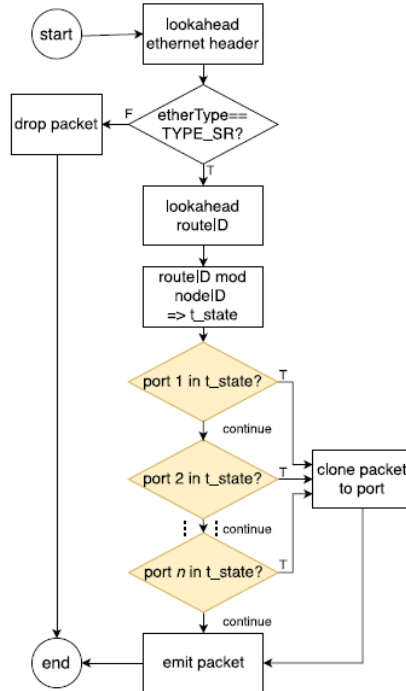 start
lookahead
ethernet header
drop packet
F
etherType==
TYPE_SR?
T
lookahead
routeID
routeID mod
nodeID
=> t_state
port 1 in t_state?
T
continue
port 2 in t_state?
T
clone packet
to port
continue
port n in t_state?
T
continue
end
emit packet